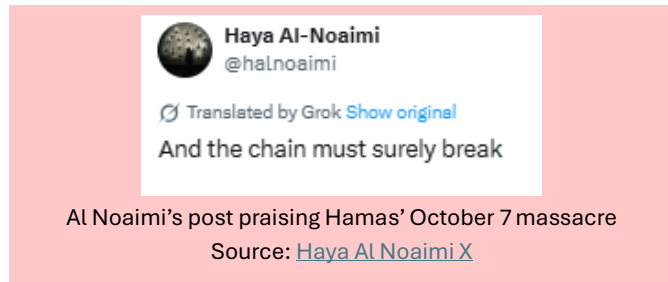 Haya Al-Noaimi
@halnoaimi
Translated by Grok Show original
And the chain must surely break
Al Noaimi’s post praising Hamas’ October 7 massacre
Source: Haya Al Noaimi X